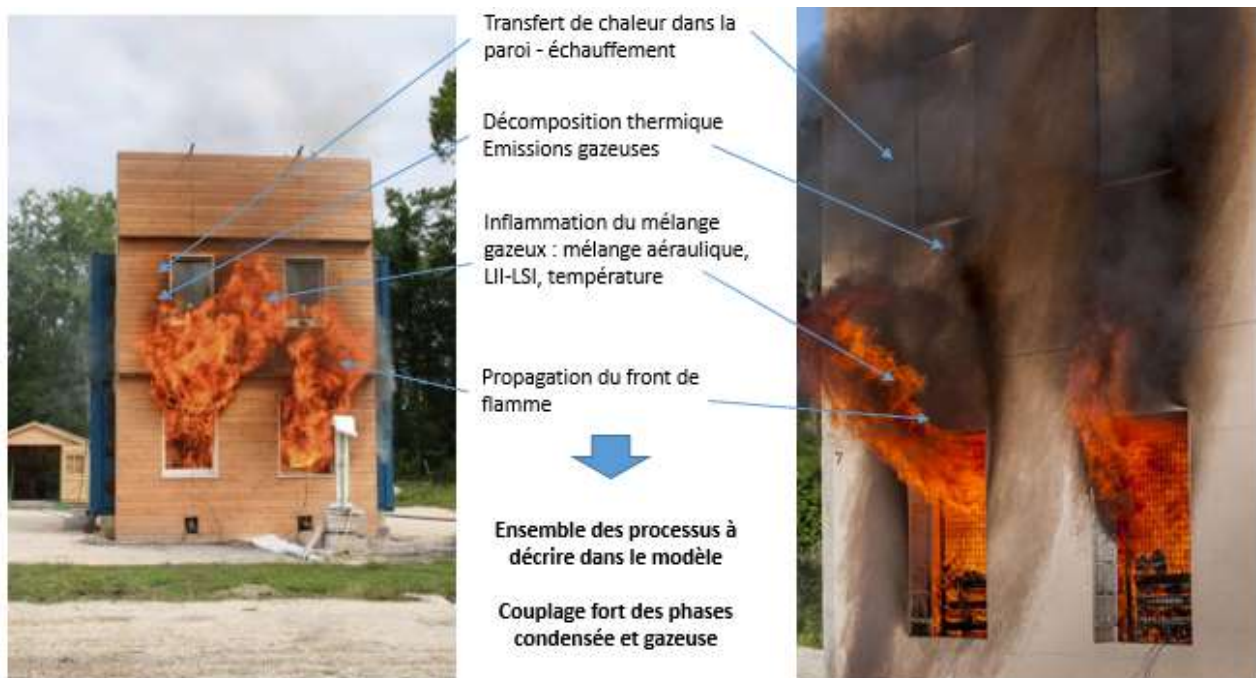 Transfert de chaleur dans la
paroi - échauffement
Décomposition thermique
Emissions gazeuses
Inflammation du mélange
gazeux : mélange aéraulique,
LII-LSI, température
Propagation du front de
flamme
7
Ensemble des processus à
décrire dans le modèle
Couplage fort des phases
condensée et gazeuse